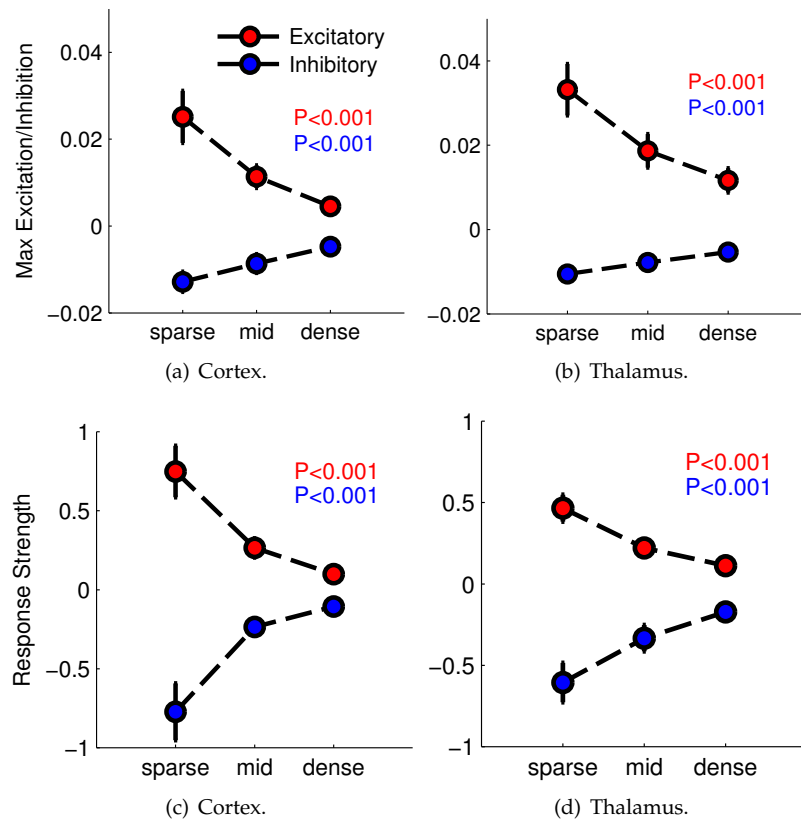 Max Excitation/Inhibition
0.04
0.02
0
−0.02
Excitatory
Inhibitory
P<0.001
P<0.001
sparse mid dense
(a) Cortex.
0.04
0.02
0
−0.02
P<0.001
P<0.001
sparse mid dense
(b) Thalamus.
Response Strength
1
0.5
0
−0.5
−1
P<0.001
P<0.001
sparse mid dense
(c) Cortex.
1
0.5
0
−0.5
−1
P<0.001
P<0.001
sparse mid dense
(d) Thalamus.